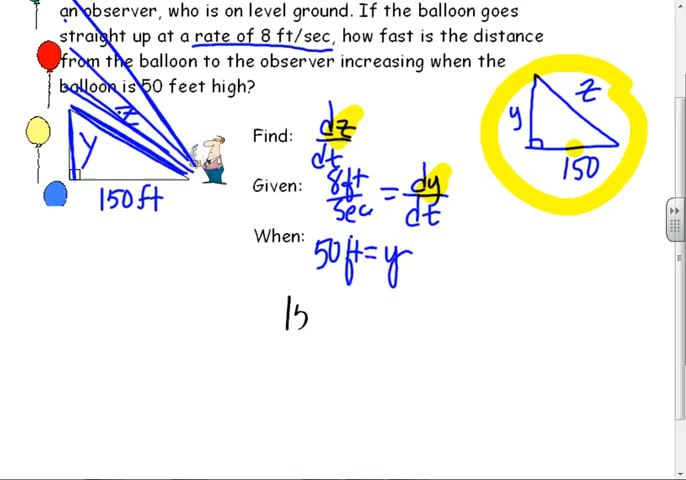 an observer, who is on level ground. If the balloon goes
straight up at a rate of 8 ft/sec, how fast is the distance
from the balloon to the observer increasing when the
balloon is 50 feet high?
z
y
150 ft
Find: dz/dt
Given: 8ft/sec = dy/dt
When: 50 ft = y
y
z
150
15